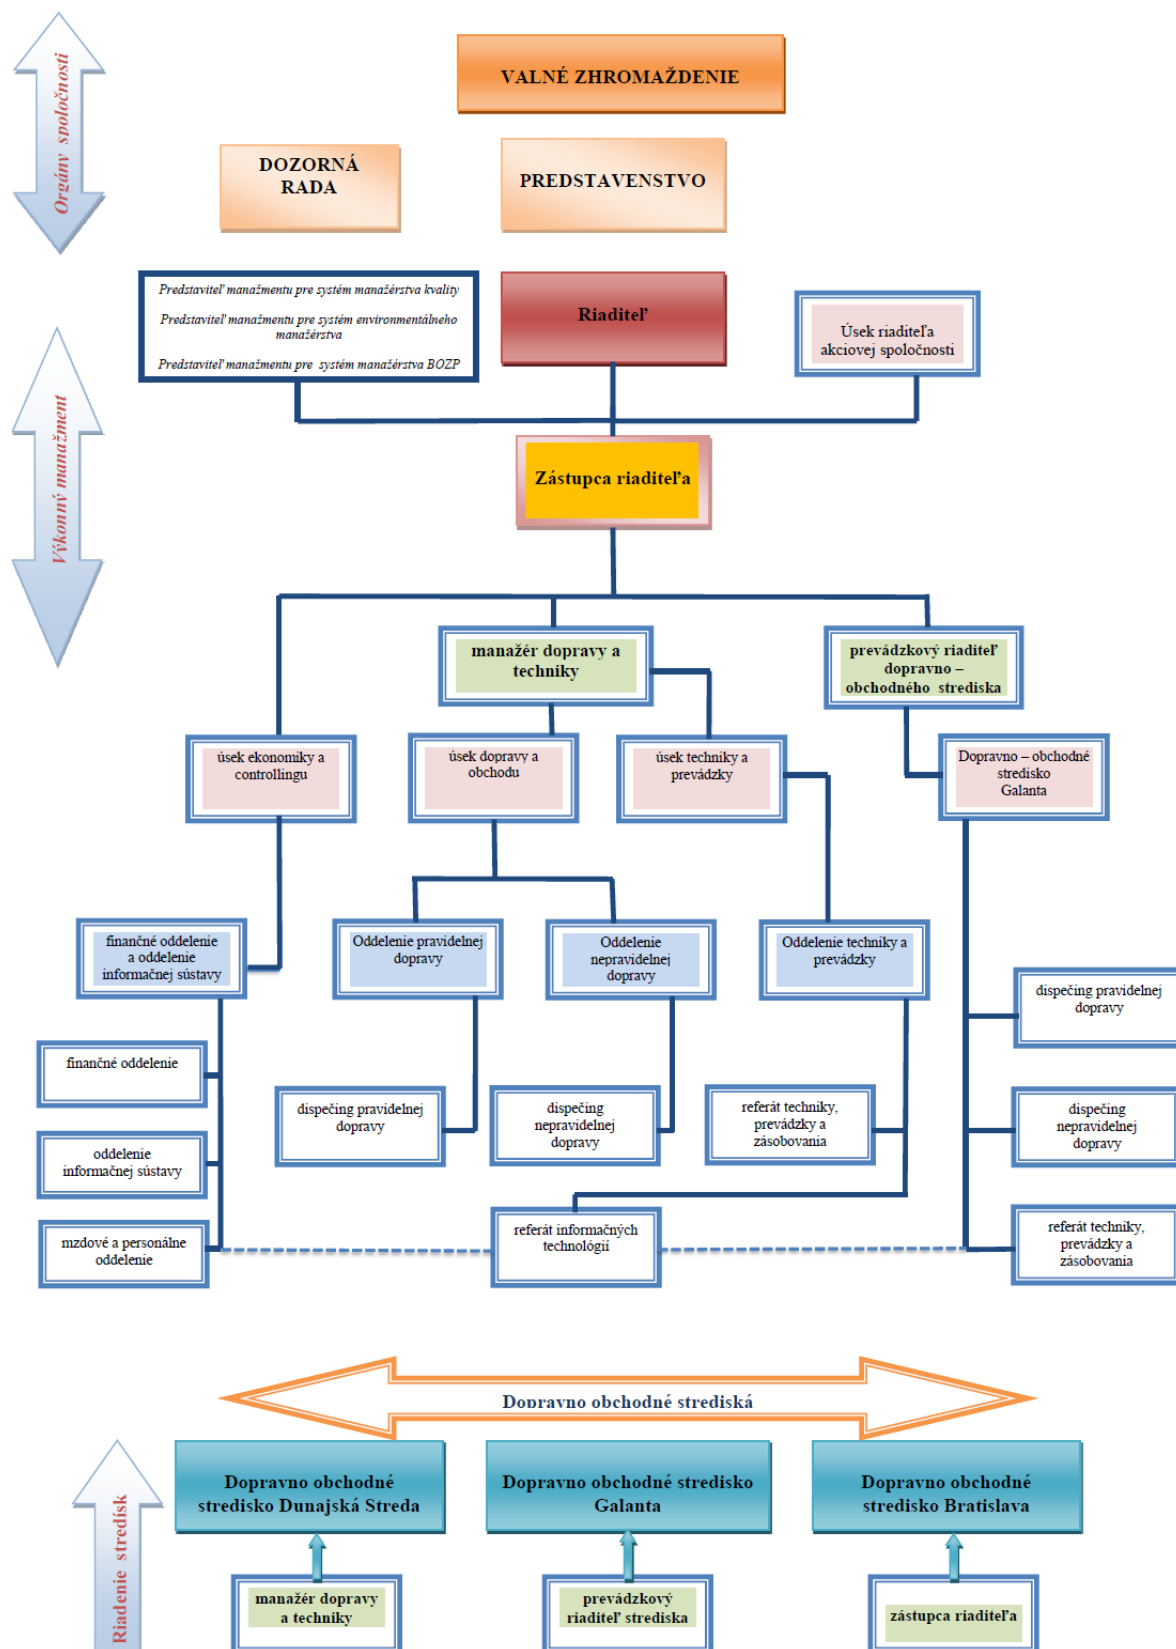 Orgány spoločnosti
VALNÉ ZHROMAŽDENIE
DOZORNÁ
RADA
PREDSTAVENSTVO
Výkonný manažment
Predstaviteľ manažmentu pre systém manažérstva kvality
Predstaviteľ manažmentu pre systém environmentálneho
manažérstva
Predstaviteľ manažmentu pre systém manažérstva BOZP
Riaditeľ
Úsek riaditeľa
akciovej spoločnosti
Zástupca riaditeľa
manažér dopravy a
techniky
prevádzkový riaditeľ
dopravno –
obchodného strediska
úsek ekonomiky a
controllingu
úsek dopravy a
obchodu
úsek techniky a
prevádzky
Dopravno – obchodné
stredisko
Galanta
finančné oddelenie
a oddelenie
informačnej sústavy
Oddelenie pravidelnej
dopravy
Oddelenie
nepravidelnej
dopravy
Oddelenie techniky a
prevádzky
dispečing pravidelnej
dopravy
finančné oddelenie
dispečing pravidelnej
dopravy
dispečing
nepravidelnej
dopravy
referát techniky,
prevádzky a
zásobovania
dispečing
nepravidelnej
dopravy
oddelenie
informačnej sústavy
mzdové a personálne
oddelenie
referát informačných
technológií
referát techniky,
prevádzky a
zásobovania
Dopravno obchodné strediská
Riadenie stredísk
Dopravno obchodné
stredisko Dunajská Streda
Dopravno obchodné stredisko
Galanta
Dopravno obchodné
stredisko Bratislava
manažér dopravy
a techniky
prevádzkový
riaditeľ strediska
zástupca riaditeľa